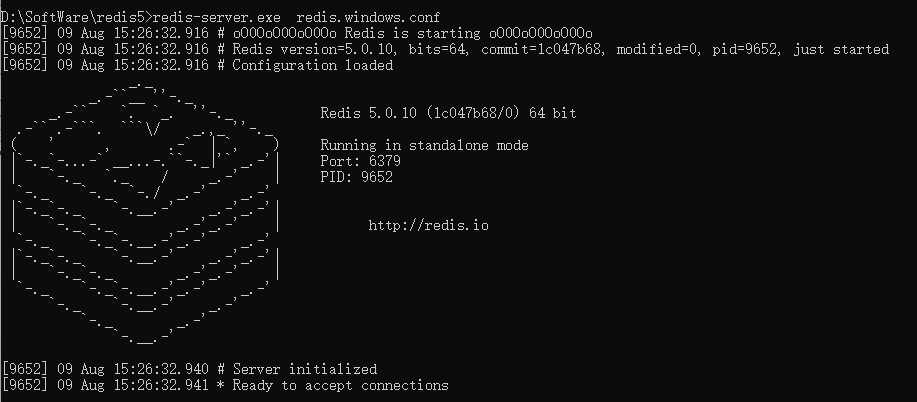 D:\SoftWare\redis5>redis-server.exe  redis.windows.conf
[9652] 09 Aug 15:26:32.916 # oO0OoO0OoO0Oo Redis is starting oO0OoO0OoO0Oo
[9652] 09 Aug 15:26:32.916 # Redis version=5.0.10, bits=64, commit=1c047b68, modified=0, pid=9652, just started
[9652] 09 Aug 15:26:32.916 # Configuration loaded
Redis 5.0.10 (1c047b68/0) 64 bit
Running in standalone mode
Port: 6379
PID: 9652
http://redis.io
[9652] 09 Aug 15:26:32.940 # Server initialized
[9652] 09 Aug 15:26:32.941 * Ready to accept connections